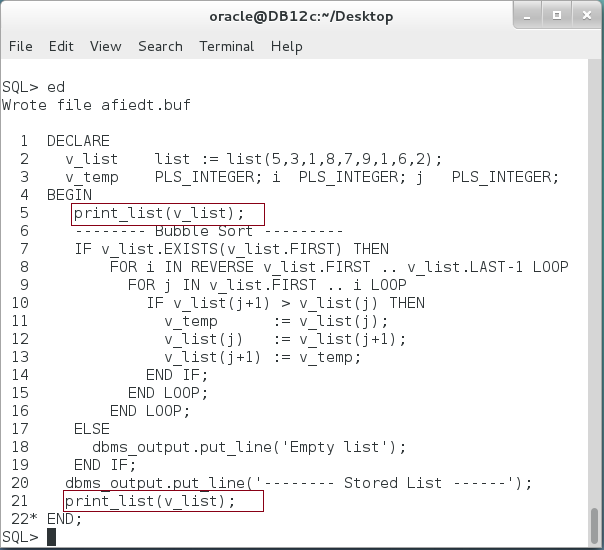 oracle@DB12c:~/Desktop
File Edit View Search Terminal Help
SQL> ed
Wrote file afiedt.buf
1 DECLARE
2 v_list list := list(5,3,1,8,7,9,1,6,2);
3 v_temp PLS_INTEGER; i PLS_INTEGER; j PLS_INTEGER;
4 BEGIN
5 print_list(v_list);
6 -------- Bubble Sort ---------
7 IF v_list.EXISTS(v_list.FIRST) THEN
8 FOR i IN REVERSE v_list.FIRST .. v_list.LAST-1 LOOP
9 FOR j IN v_list.FIRST .. i LOOP
10 IF v_list(j+1) > v_list(j) THEN
11 v_temp := v_list(j);
12 v_list(j) := v_list(j+1);
13 v_list(j+1) := v_temp;
14 END IF;
15 END LOOP;
16 END LOOP;
17 ELSE
18 dbms_output.put_line('Empty list');
19 END IF;
20 dbms_output.put_line('-------- Stored List ------');
21 print_list(v_list);
22* END;
SQL>